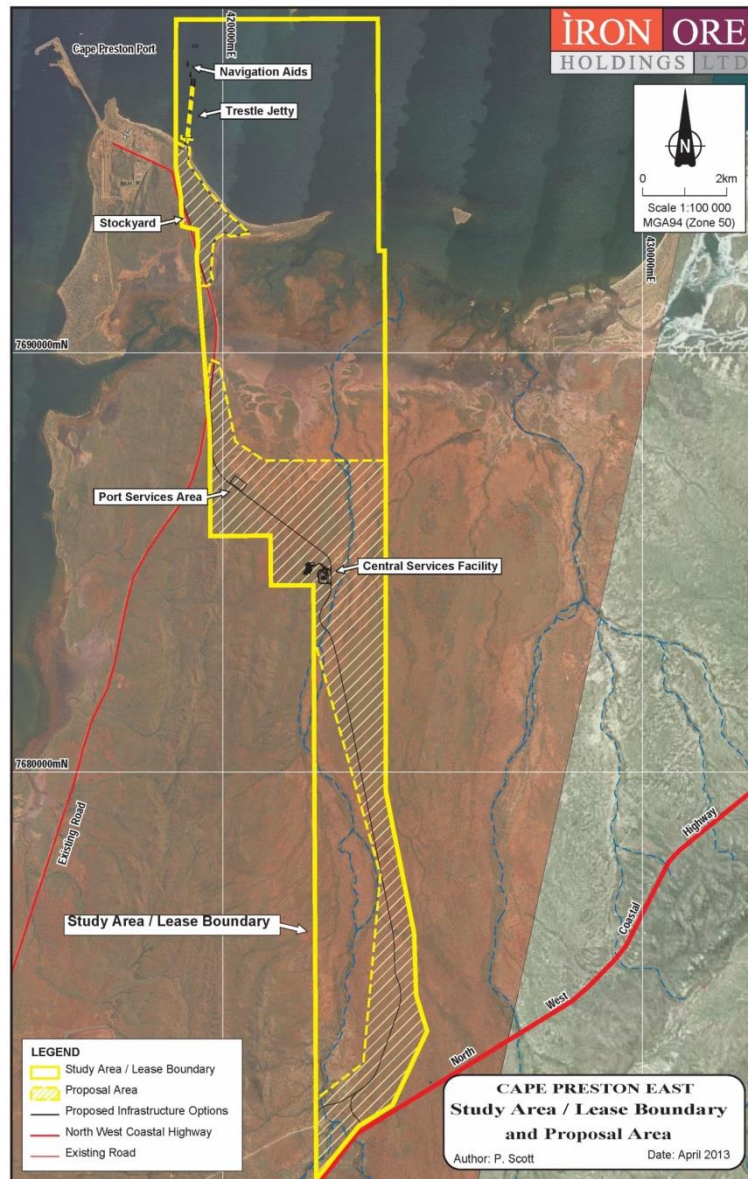 Cape Preston Port
420000mE
IRON ORE
HOLDINGS LTD
Navigation Aids
Trestle Jetty
N
0 2km
Scale 1:100 000
MGA94 (Zone 50)
Stockyard
430000mE
7690000mN
Port Services Area
Central Services Facility
7680000mN
Existing Road
Study Area / Lease Boundary
North West Coastal Highway
LEGEND
Study Area / Lease Boundary
Proposal Area
Proposed Infrastructure Options
North West Coastal Highway
Existing Road
CAPE PRESTON EAST
Study Area / Lease Boundary
and Proposal Area
Author: P. Scott Date: April 2013